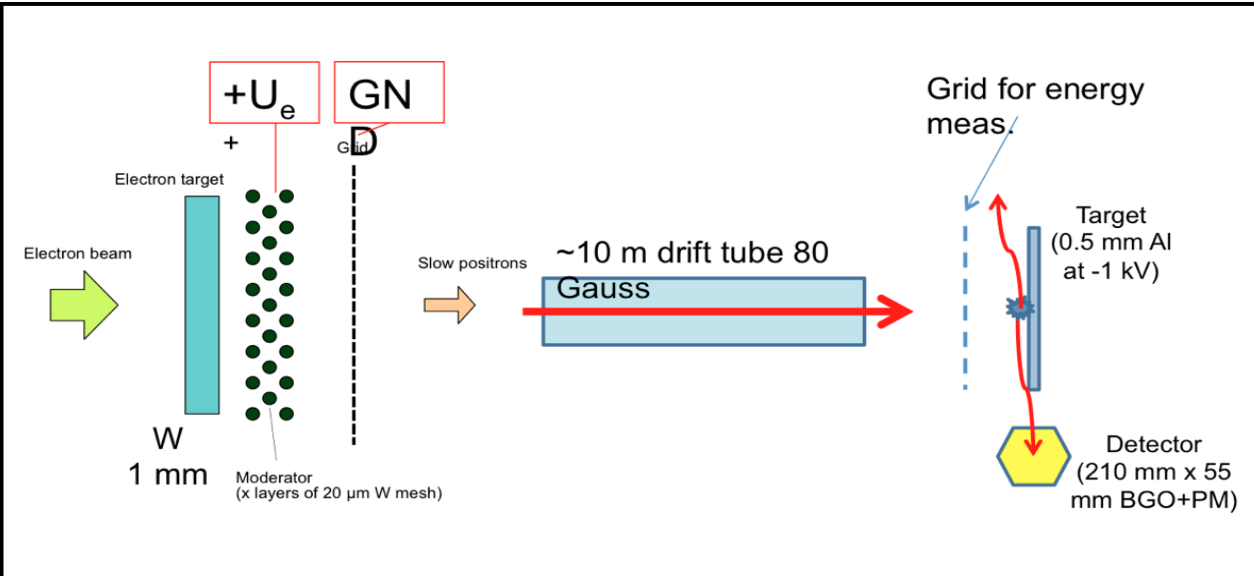 +Ue
+
GN
D
Grid
Electron target
Electron beam
W
1 mm
Moderator
(x layers of 20 µm W mesh)
Slow positrons
~10 m drift tube 80
Gauss
Grid for energy
meas.
Target
(0.5 mm Al
at -1 kV)
Detector
(210 mm x 55
mm BGO+PM)